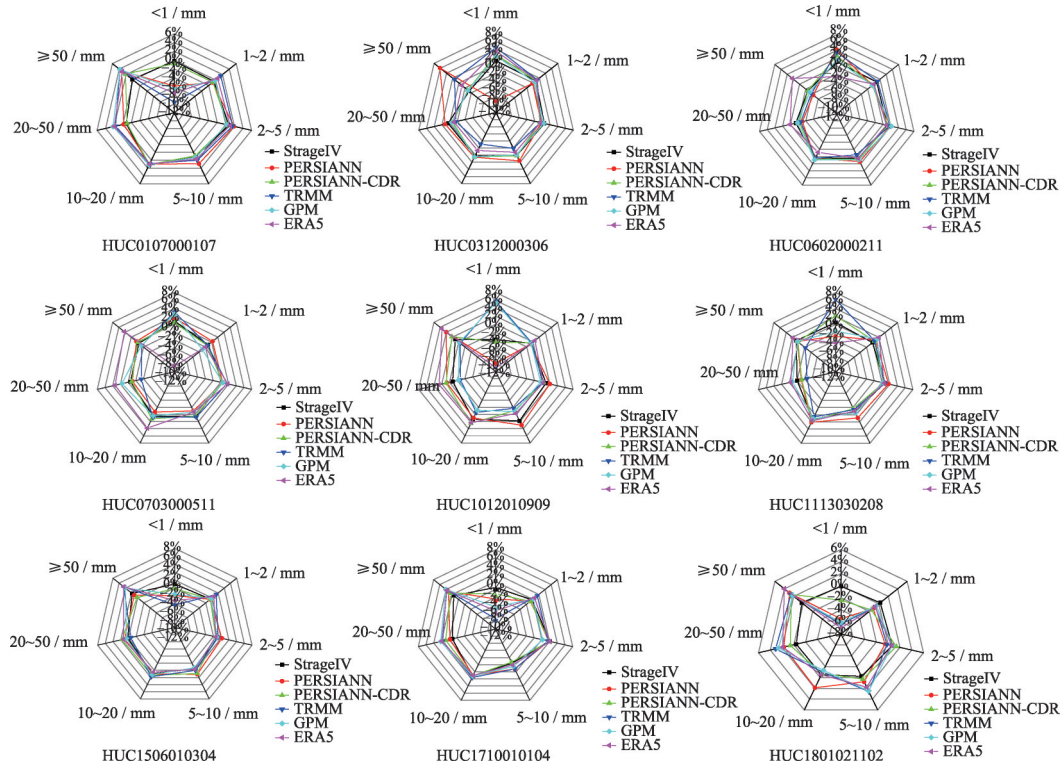 <1 / mm
6%
1~2 / mm
2~5 / mm
5~10 / mm
10~20 / mm
20~50 / mm
≥50 / mm
StrageIV
PERSIANN
PERSIANN-CDR
TRMM
GPM
ERA5
HUC0107000107
<1 / mm
8%
6%
1~2 / mm
2~5 / mm
5~10 / mm
10~20 / mm
20~50 / mm
≥50 / mm
StrageIV
PERSIANN
PERSIANN-CDR
TRMM
GPM
ERA5
HUC0312000306
<1 / mm
8%
6%
1~2 / mm
2~5 / mm
5~10 / mm
10~20 / mm
20~50 / mm
≥50 / mm
StrageIV
PERSIANN
PERSIANN-CDR
TRMM
GPM
ERA5
HUC0602000211
<1 / mm
8%
6%
1~2 / mm
2~5 / mm
5~10 / mm
10~20 / mm
20~50 / mm
≥50 / mm
StrageIV
PERSIANN
PERSIANN-CDR
TRMM
GPM
ERA5
HUC0703000511
<1 / mm
8%
6%
1~2 / mm
2~5 / mm
5~10 / mm
10~20 / mm
20~50 / mm
≥50 / mm
StrageIV
PERSIANN
PERSIANN-CDR
TRMM
GPM
ERA5
HUC1012010909
<1 / mm
8%
6%
1~2 / mm
2~5 / mm
5~10 / mm
10~20 / mm
20~50 / mm
≥50 / mm
StrageIV
PERSIANN
PERSIANN-CDR
TRMM
GPM
ERA5
HUC1113030208
<1 / mm
8%
6%
1~2 / mm
2~5 / mm
5~10 / mm
10~20 / mm
20~50 / mm
≥50 / mm
StrageIV
PERSIANN
PERSIANN-CDR
TRMM
GPM
ERA5
HUC1506010304
<1 / mm
8%
6%
1~2 / mm
2~5 / mm
5~10 / mm
10~20 / mm
20~50 / mm
≥50 / mm
StrageIV
PERSIANN
PERSIANN-CDR
TRMM
GPM
ERA5
HUC1710010104
<1 / mm
6%
4%
2%
1~2 / mm
2~5 / mm
5~10 / mm
10~20 / mm
20~50 / mm
≥50 / mm
StrageIV
PERSIANN
PERSIANN-CDR
TRMM
GPM
ERA5
HUC1801021102